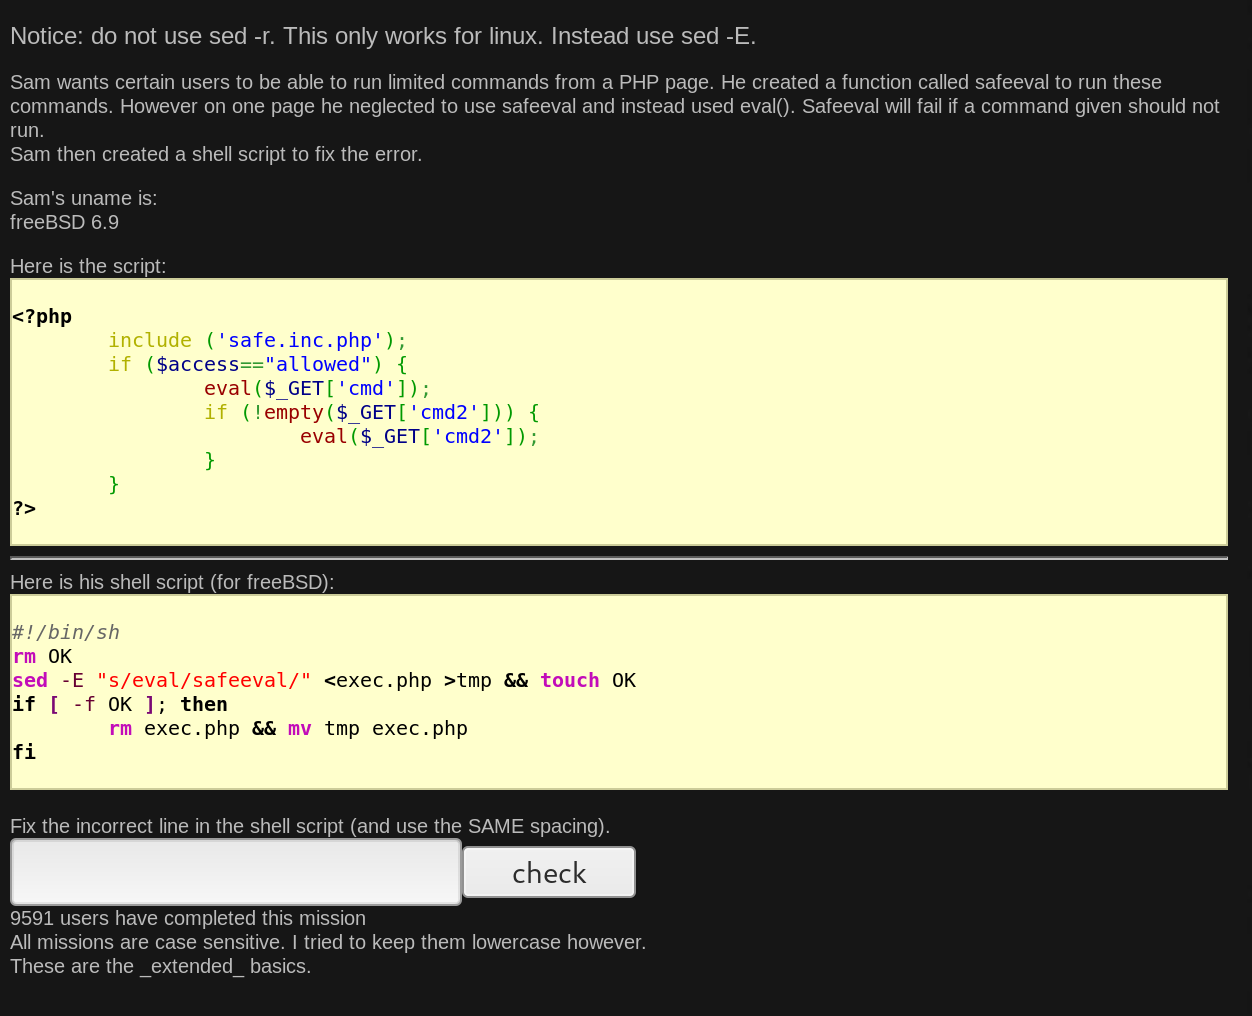 Notice: do not use sed -r. This only works for linux. Instead use sed -E.
Sam wants certain users to be able to run limited commands from a PHP page. He created a function called safeeval to run these
commands. However on one page he neglected to use safeeval and instead used eval(). Safeeval will fail if a command given should not
run.
Sam then created a shell script to fix the error.
Sam's uname is:
freeBSD 6.9
Here is the script:
<?php
        include ('safe.inc.php');
        if ($access=="allowed") {
                eval($_GET['cmd']);
                if (!empty($_GET['cmd2'])) {
                        eval($_GET['cmd2']);
                }
        }
?>
Here is his shell script (for freeBSD):
#!/bin/sh
rm OK
sed -E "s/eval/safeeval/" <exec.php >tmp && touch OK
if [ -f OK ]; then
        rm exec.php && mv tmp exec.php
fi
Fix the incorrect line in the shell script (and use the SAME spacing).
check
9591 users have completed this mission
All missions are case sensitive. I tried to keep them lowercase however.
These are the _extended_ basics.